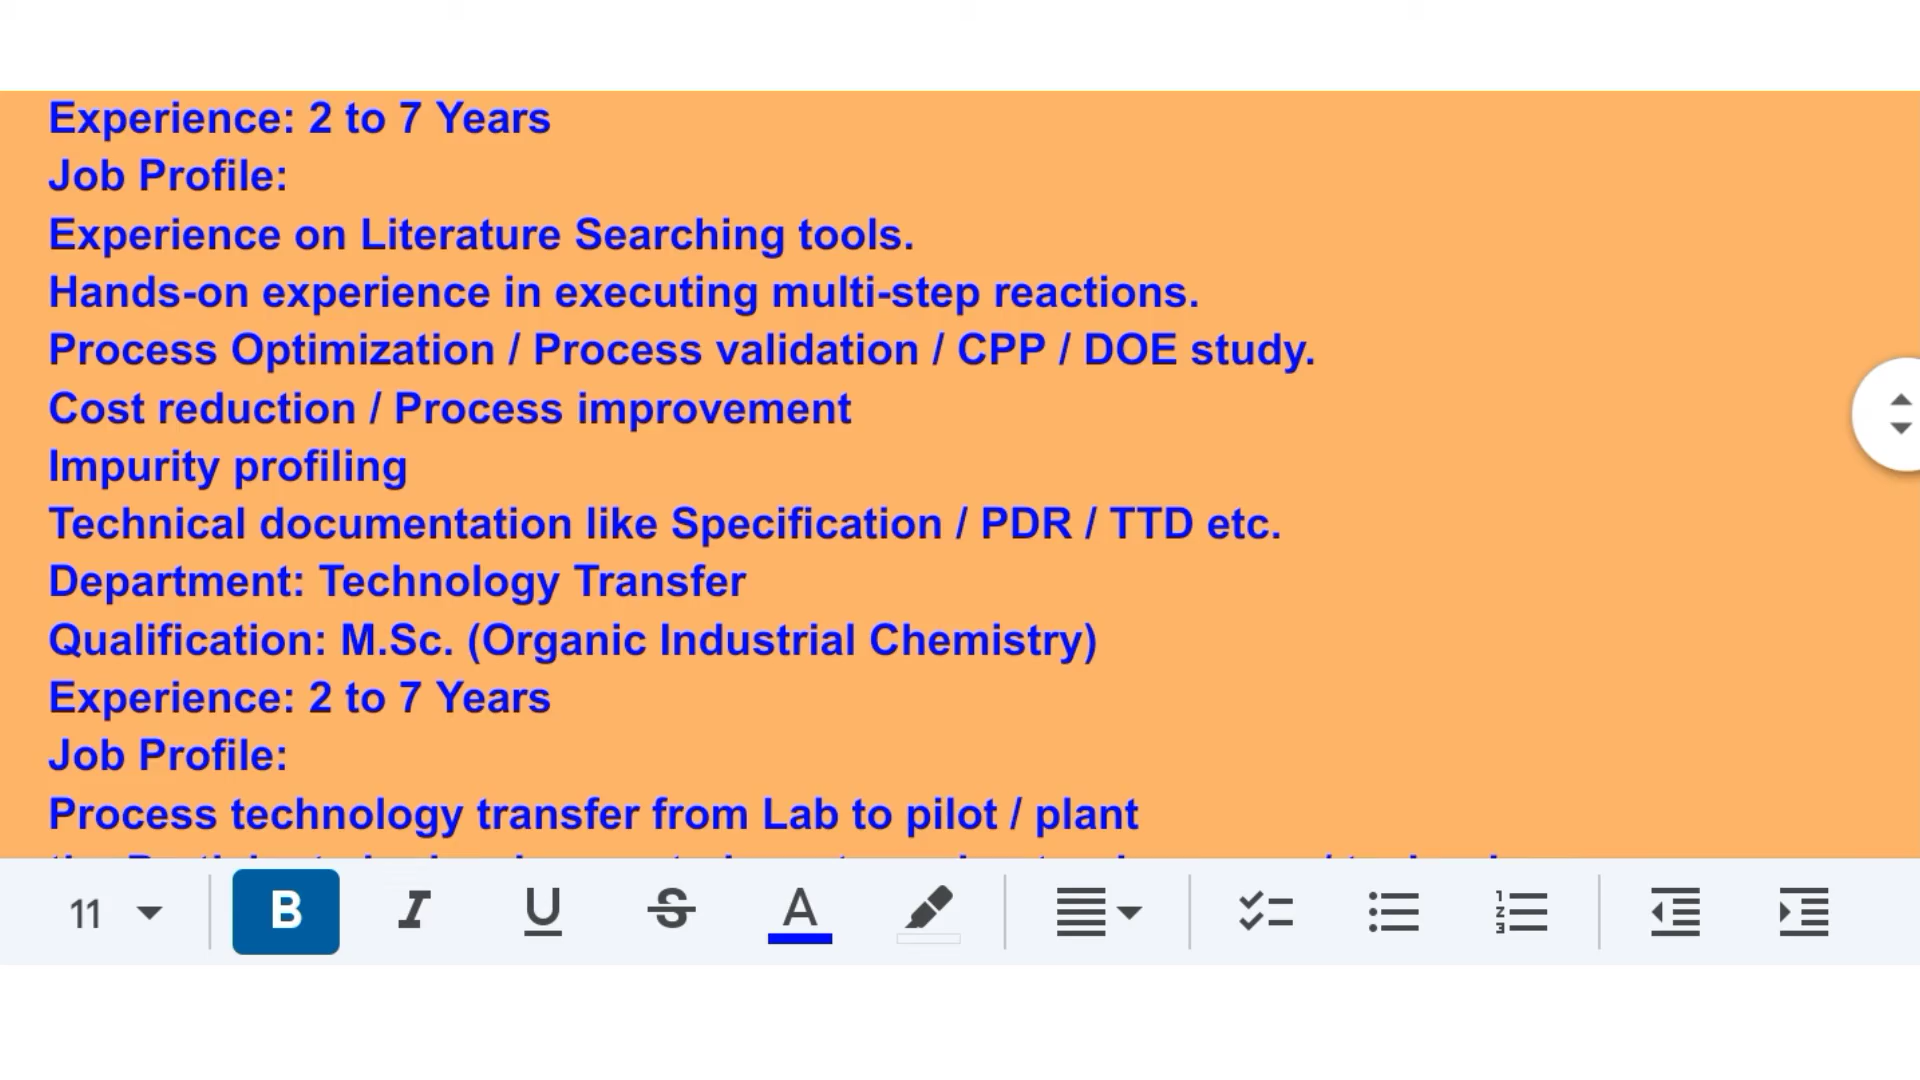 Experience: 2 to 7 Years
Job Profile:
Experience on Literature Searching tools.
Hands-on experience in executing multi-step reactions.
Process Optimization / Process validation / CPP / DOE study.
Cost reduction / Process improvement
Impurity profiling
Technical documentation like Specification / PDR / TTD etc.
Department: Technology Transfer
Qualification: M.Sc. (Organic Industrial Chemistry)
Experience: 2 to 7 Years
Job Profile:
Process technology transfer from Lab to pilot / plant
11 B I U S A